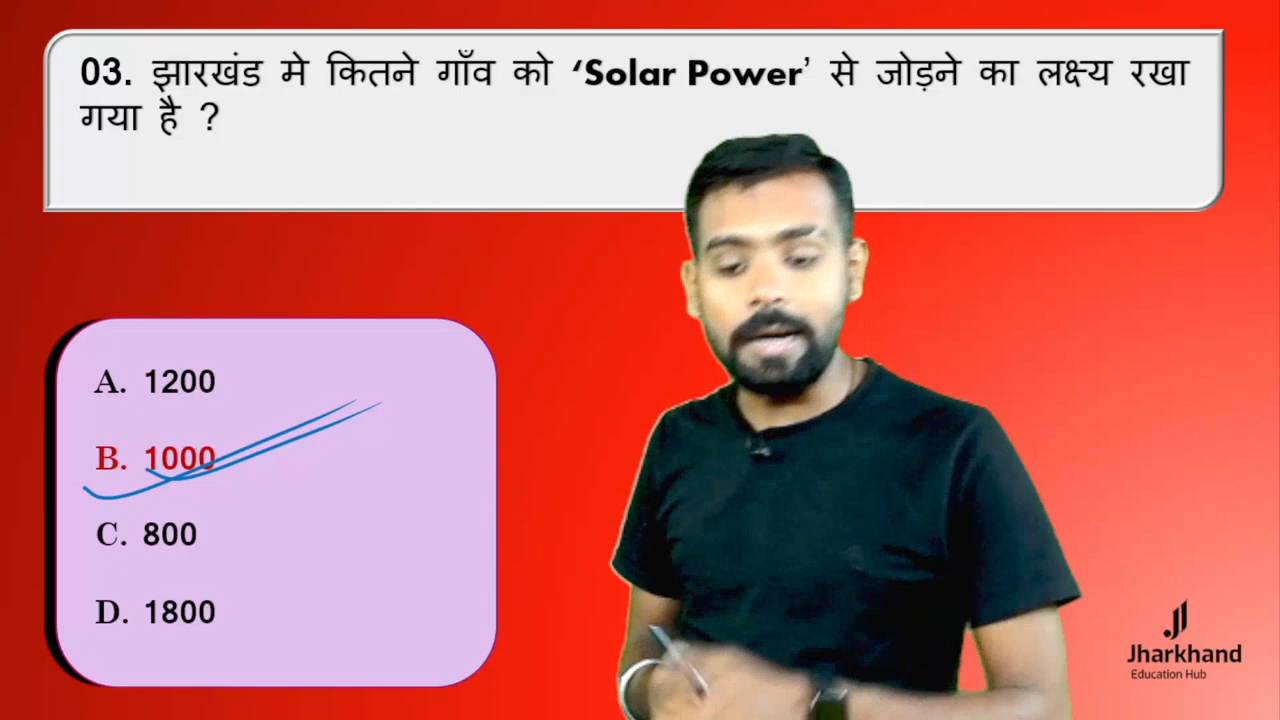 03. झारखंड मे कितने गाँव को ‘Solar Power’ से जोड़ने का लक्ष्य रखा
गया है ?
A. 1200
B. 1000
C. 800
D. 1800
Jharkhand
Education Hub